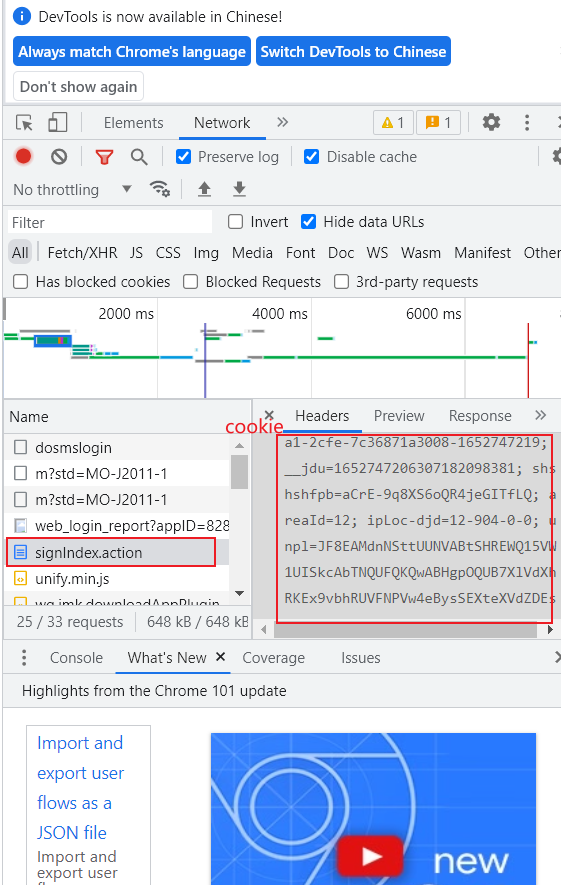 DevTools is now available in Chinese!
Always match Chrome's language Switch DevTools to Chinese
Don't show again
Elements Network 1 1
Preserve log Disable cache
No throttling
Filter Invert Hide data URLs
All Fetch/XHR JS CSS Img Media Font Doc WS Wasm Manifest Other
Has blocked cookies Blocked Requests 3rd-party requests
2000 ms 4000 ms 6000 ms
Name
cookie
Headers Preview Response
dosmslogin
m?std=MO-J2011-1
m?std=MO-J2011-1
web_login_report?appID=828
signIndex.action
unify.min.js
wq.imk.downloadAppPlugin
a1-2cfe-7c36871a3008-1652747219;
__jdu=1652747206307182098381; shs
hshfpb=aCrE-9q8XS6oQR4jeGITfLQ; a
reaId=12; ipLoc-djd=12-904-0-0; u
npl=JF8EAMdnNSttUUNVABtSHREWQ15VW
1UISkcAbTNQUFQKQwABHgpOQUB7XlVdXh
RKEx9vbhRUVFNPVw4eBysSEXteXVdZDEs
25 / 33 requests 648 kB / 648 kB
Console What's New Coverage Issues
Highlights from the Chrome 101 update
Import and
export user
flows as a
JSON file
Import and
export user
new